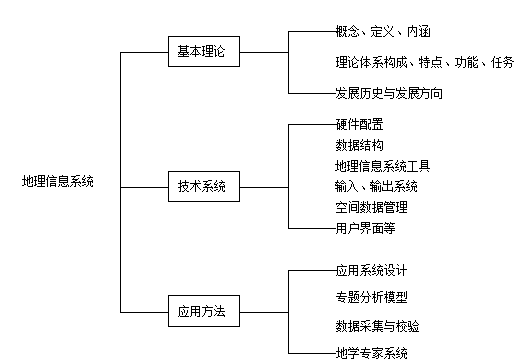 地理信息系统
基本理论
概念、定义、内涵
理论体系构成、特点、功能、任务
发展历史与发展方向
技术系统
硬件配置
数据结构
地理信息系统工具
输入、输出系统
空间数据管理
用户界面等
应用方法
应用系统设计
专题分析模型
数据采集与校验
地学专家系统